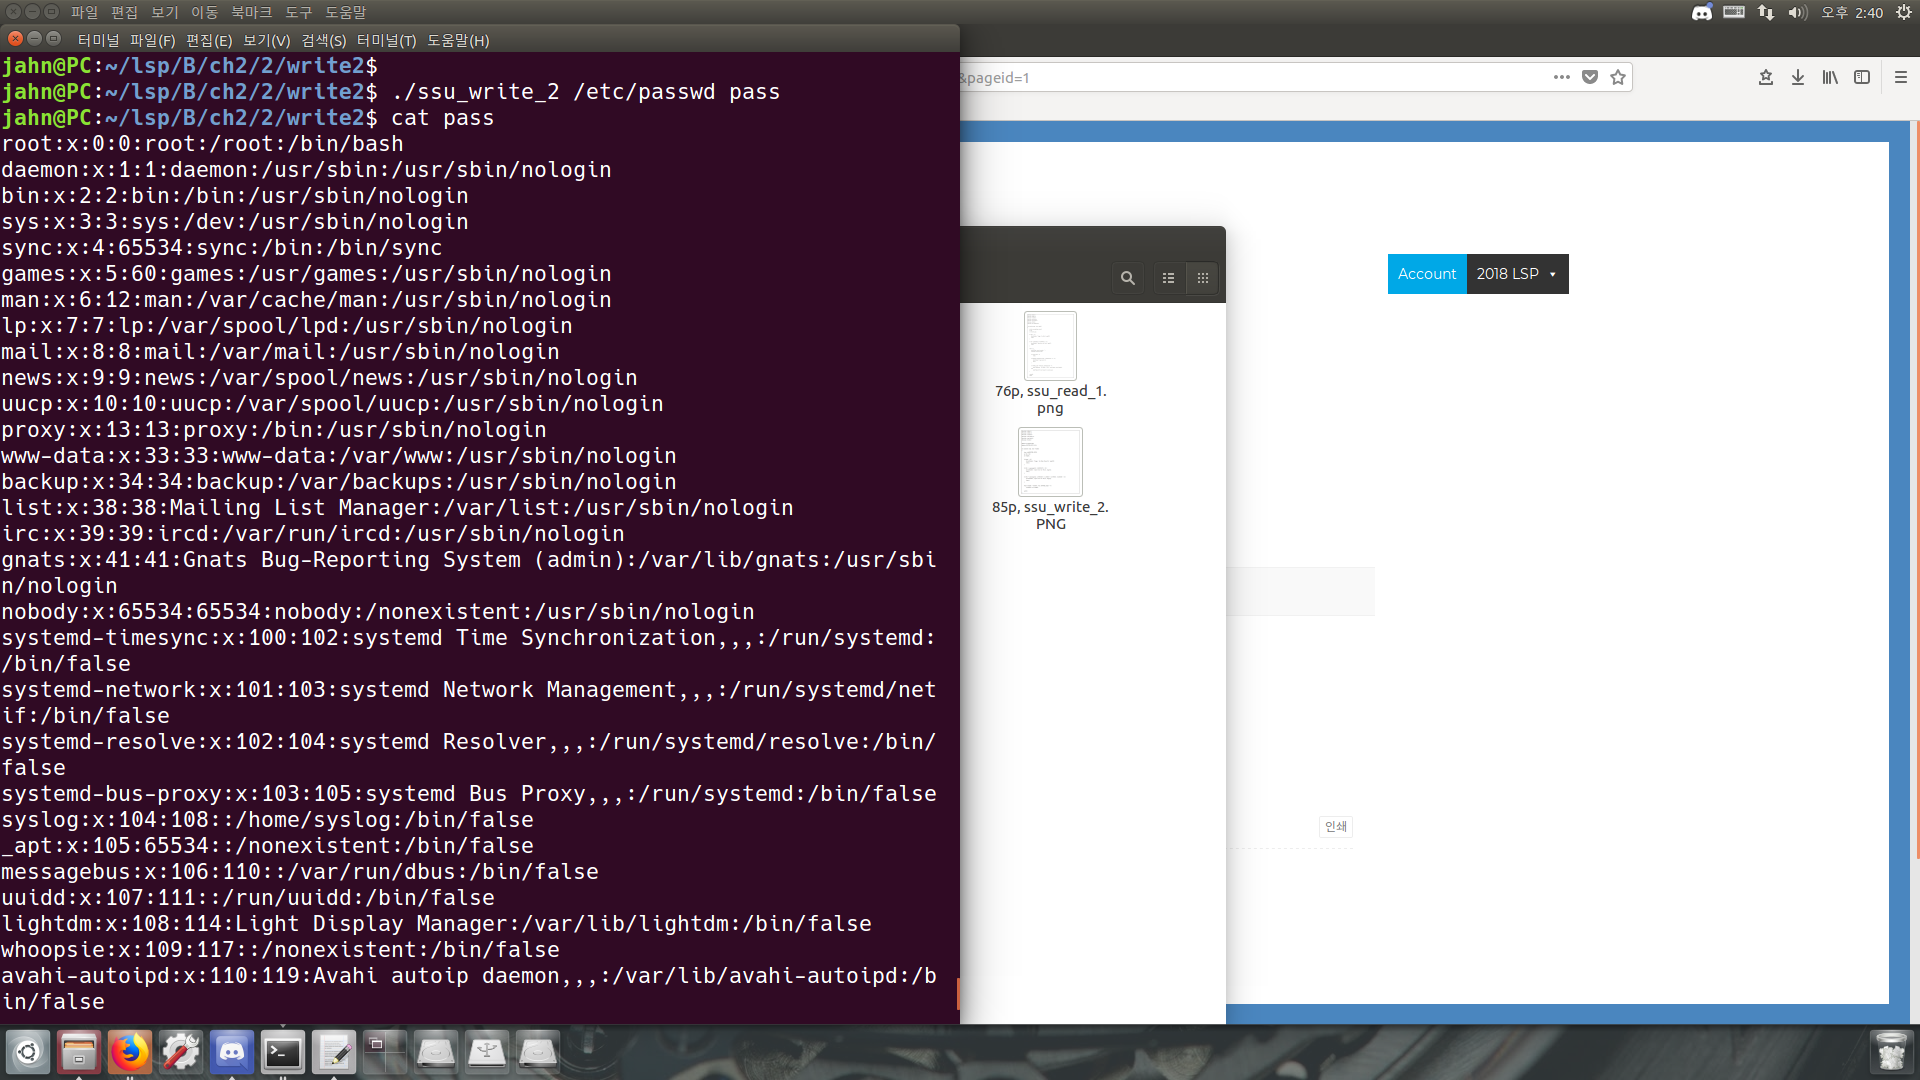 파일 편집 보기 이동 북마크 도구 도움말
오후 2:40
터미널 파일(F) 편집(E) 보기(V) 검색(S) 터미널(T) 도움말(H)
jahn@PC:~/lsp/B/ch2/2/write2$
jahn@PC:~/lsp/B/ch2/2/write2$ ./ssu_write_2 /etc/passwd pass
jahn@PC:~/lsp/B/ch2/2/write2$ cat pass
root:x:0:0:root:/root:/bin/bash
daemon:x:1:1:daemon:/usr/sbin:/usr/sbin/nologin
bin:x:2:2:bin:/bin:/usr/sbin/nologin
sys:x:3:3:sys:/dev:/usr/sbin/nologin
sync:x:4:65534:sync:/bin:/bin/sync
games:x:5:60:games:/usr/games:/usr/sbin/nologin
man:x:6:12:man:/var/cache/man:/usr/sbin/nologin
lp:x:7:7:lp:/var/spool/lpd:/usr/sbin/nologin
mail:x:8:8:mail:/var/mail:/usr/sbin/nologin
news:x:9:9:news:/var/spool/news:/usr/sbin/nologin
uucp:x:10:10:uucp:/var/spool/uucp:/usr/sbin/nologin
proxy:x:13:13:proxy:/bin:/usr/sbin/nologin
www-data:x:33:33:www-data:/var/www:/usr/sbin/nologin
backup:x:34:34:backup:/var/backups:/usr/sbin/nologin
list:x:38:38:Mailing List Manager:/var/list:/usr/sbin/nologin
irc:x:39:39:ircd:/var/run/ircd:/usr/sbin/nologin
gnats:x:41:41:Gnats Bug-Reporting System (admin):/var/lib/gnats:/usr/sbi
n/nologin
nobody:x:65534:65534:nobody:/nonexistent:/usr/sbin/nologin
systemd-timesync:x:100:102:systemd Time Synchronization,,,:/run/systemd:
/bin/false
systemd-network:x:101:103:systemd Network Management,,,:/run/systemd/net
if:/bin/false
systemd-resolve:x:102:104:systemd Resolver,,,:/run/systemd/resolve:/bin/
false
systemd-bus-proxy:x:103:105:systemd Bus Proxy,,,:/run/systemd:/bin/false
syslog:x:104:108::/home/syslog:/bin/false
_apt:x:105:65534::/nonexistent:/bin/false
messagebus:x:106:110::/var/run/dbus:/bin/false
uuidd:x:107:111::/run/uuidd:/bin/false
lightdm:x:108:114:Light Display Manager:/var/lib/lightdm:/bin/false
whoopsie:x:109:117::/nonexistent:/bin/false
avahi-autoipd:x:110:119:Avahi autoip daemon,,,:/var/lib/avahi-autoipd:/b
in/false
&pageid=1
Account 2018 LSP
76p, ssu_read_1.
png
85p, ssu_write_2.
PNG
인쇄